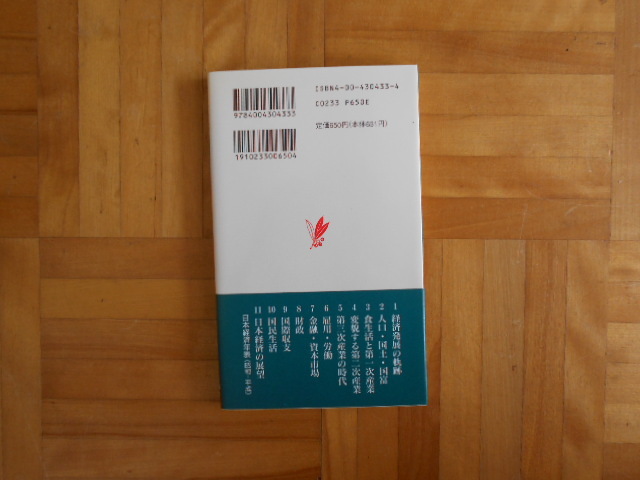 9784004304333
1910233006504
ISBN4-00-430433-4
C0233 P650E
定価650円(本体631円)
1 経済発展の軌跡
2 人口・国土・国富
3 食生活と第一次産業
4 変貌する第二次産業
5 第三次産業の時代
6 雇用・労働
7 金融・資本市場
8 財政
9 国際収支
10 国民生活
11 日本経済の展望
日本経済年表(昭和 平成)